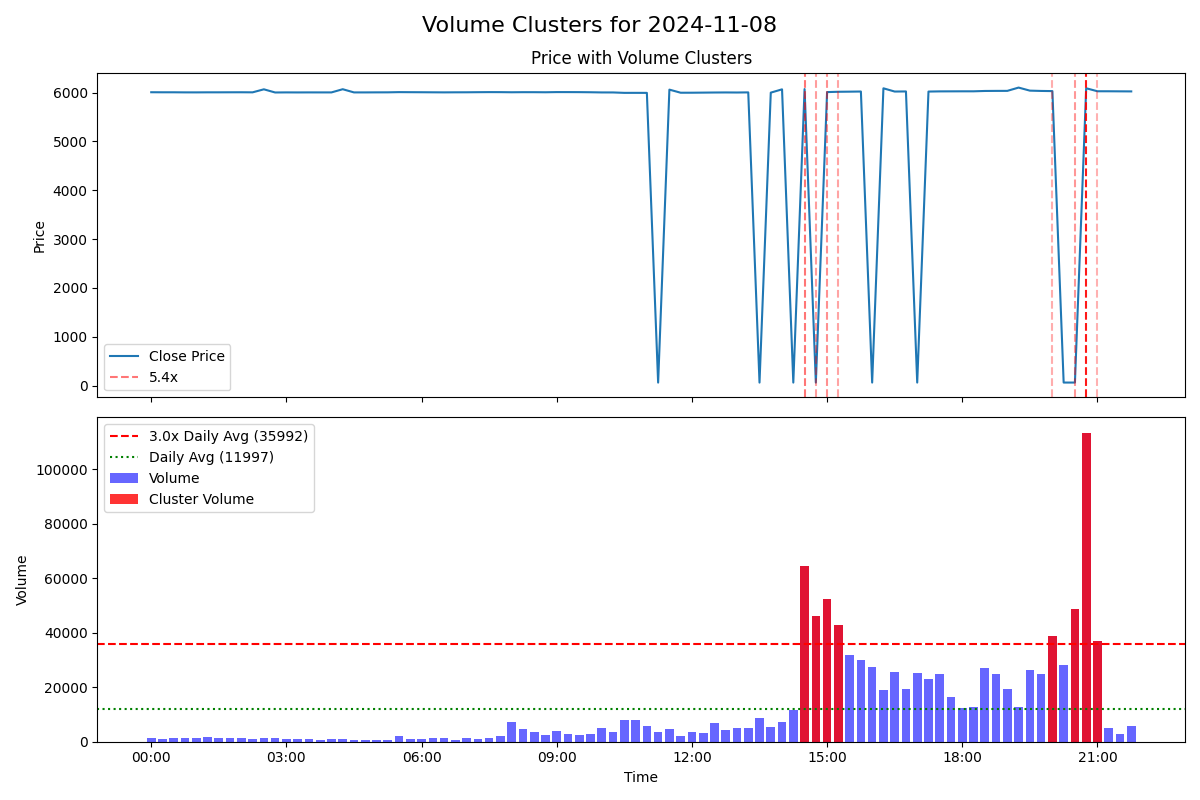 Volume Clusters for 2024-11-08
Price with Volume Clusters
6000
5000
4000
3000
2000
1000
0
Price
Close Price
5.4x
3.0x Daily Avg (35992)
Daily Avg (11997)
Volume
Cluster Volume
100000
80000
60000
40000
20000
0
Volume
00:00 03:00 06:00 09:00 12:00 15:00 18:00 21:00
Time